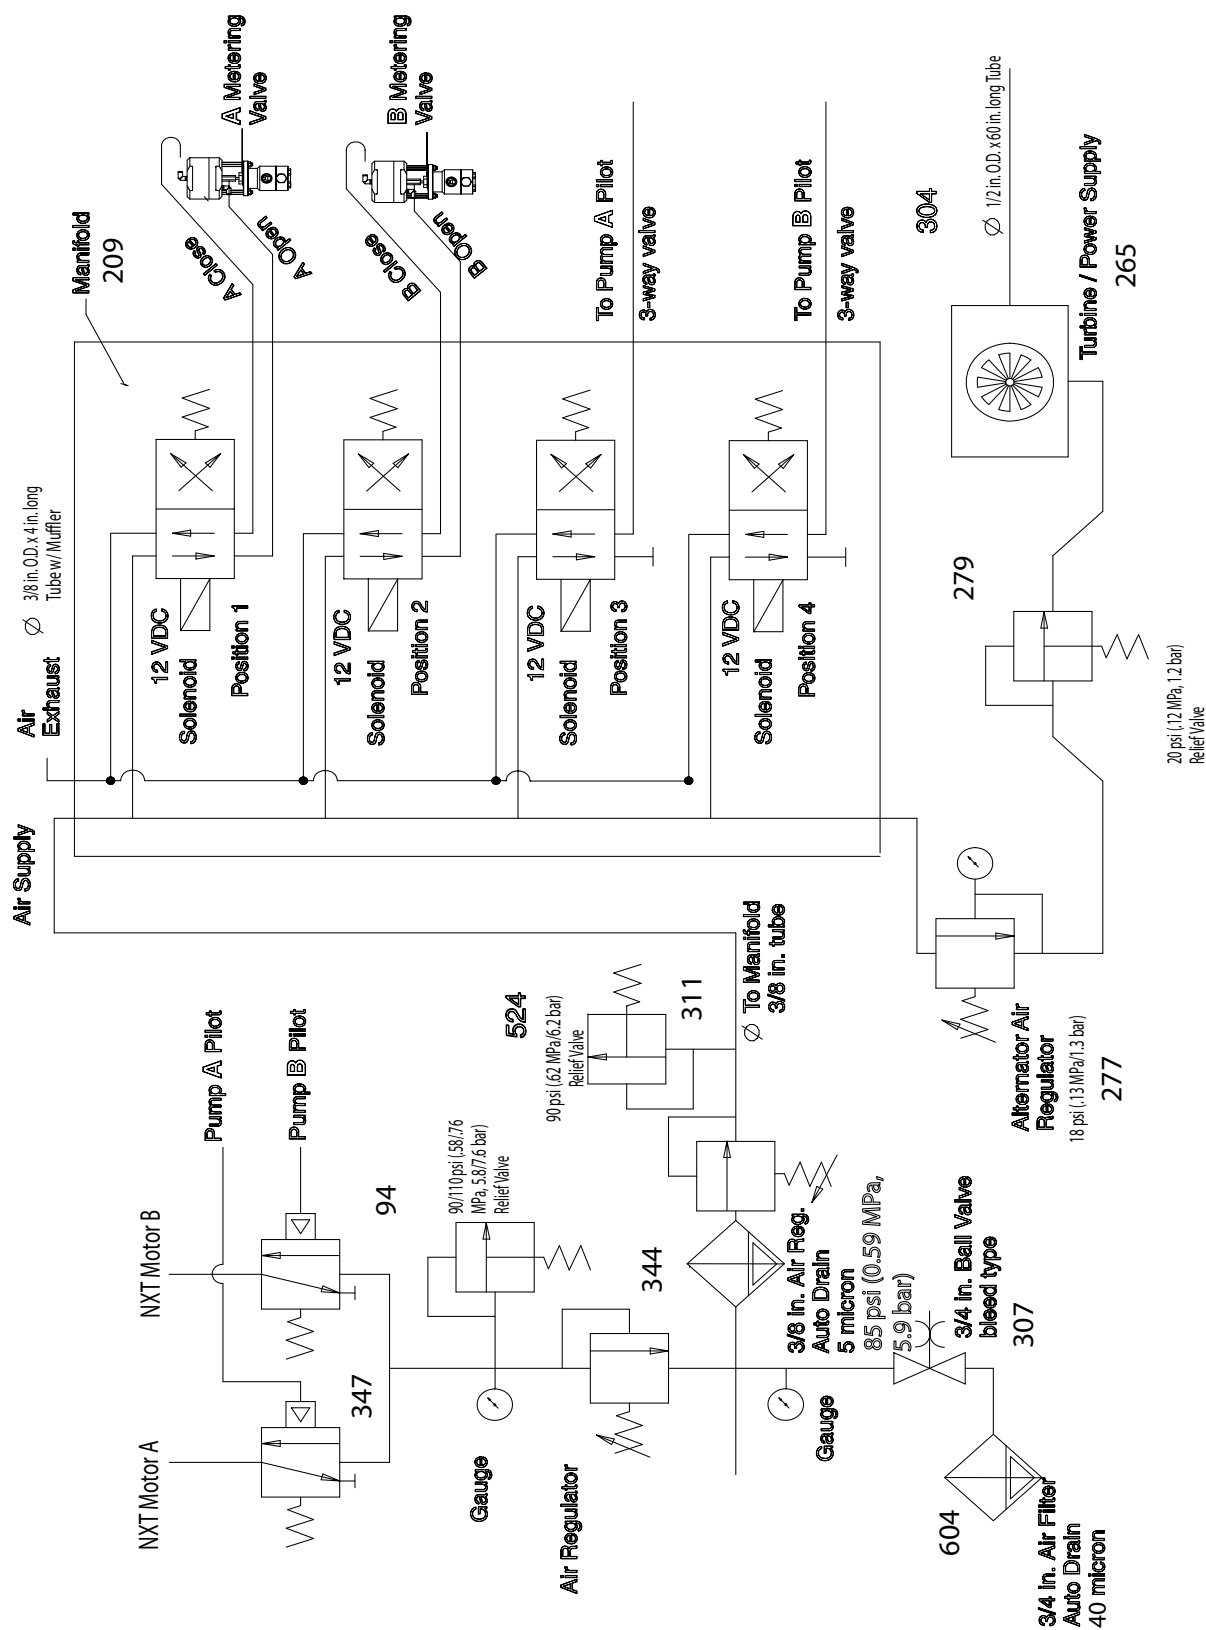 Air Supply
Air
Exhaust
Ø 3/8 in. O.D. x 4 in. long
Tube w/ Muffler
Manifold
209
A Metering
Valve
A Close
A Open
B Metering
Valve
B Close
B Open
12 VDC
Solenoid
Position 1
12 VDC
Solenoid
Position 2
12 VDC
Solenoid
Position 3
12 VDC
Solenoid
Position 4
To Pump A Pilot
3-way valve
To Pump B Pilot
3-way valve
304
Ø 1/2 in. O.D. x 60 in. long Tube
Turbine / Power Supply
265
279
20 psi (.12 MPa, 1.2 bar)
Relief Valve
Alternator Air
Regulator
18 psi (.13 MPa/1.3 bar)
277
NXT Motor A
NXT Motor B
Pump A Pilot
Pump B Pilot
347
94
524
90 psi (.62 MPa/6.2 bar)
Relief Valve
311
Ø To Manifold
3/8 in. tube
90/110 psi (.58/.76
MPa, 5.8/7.6 bar)
Relief Valve
344
Gauge
Air Regulator
3/8 in. Air Reg.
Auto Drain
5 micron
85 psi (0.59 MPa,
5.9 bar)
Gauge
3/4 in. Ball Valve
bleed type
307
604
3/4 in. Air Filter
Auto Drain
40 micron